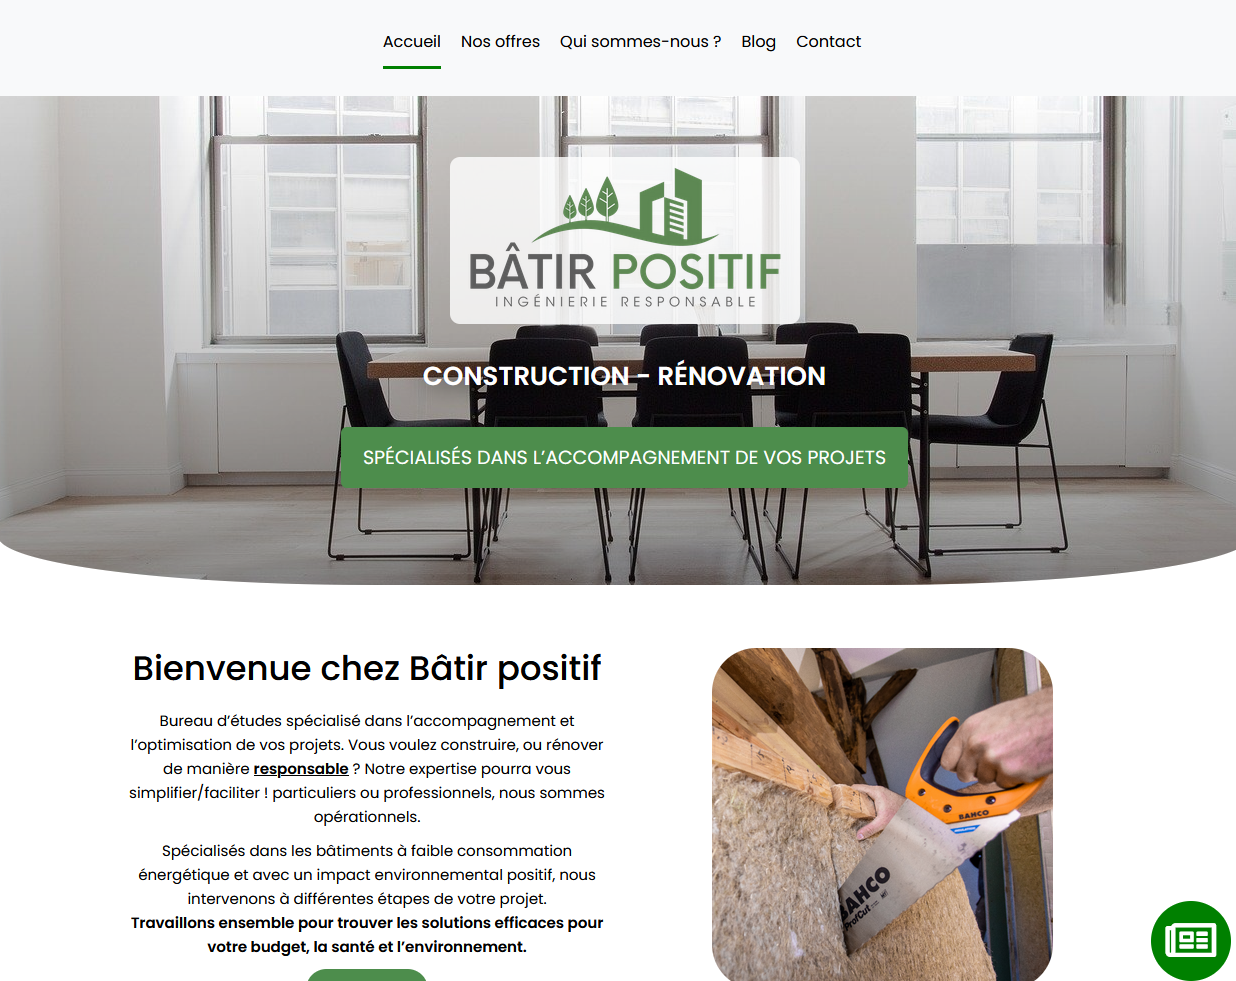 Accueil Nos offres Qui sommes-nous ? Blog Contact
BÂTIR POSITIF
INGÉNIERIE RESPONSABLE
CONSTRUCTION - RÉNOVATION
SPÉCIALISÉS DANS L’ACCOMPAGNEMENT DE VOS PROJETS
Bienvenue chez Bâtir positif
Bureau d’études spécialisé dans l’accompagnement et
l’optimisation de vos projets. Vous voulez construire, ou rénover
de manière responsable ? Notre expertise pourra vous
simplifier/faciliter ! particuliers ou professionnels, nous sommes
opérationnels.
Spécialisés dans les bâtiments à faible consommation
énergétique et avec un impact environnemental positif, nous
intervenons à différentes étapes de votre projet.
Travaillons ensemble pour trouver les solutions efficaces pour
votre budget, la santé et l’environnement.
BAHCO
BAHCO
ProfCut